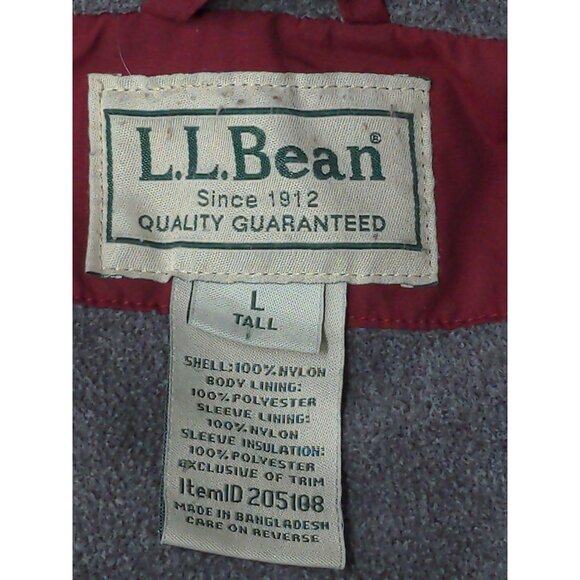 L.L.Bean®
Since 1912
QUALITY GUARANTEED
L
TALL
SHELL:100% NYLON
BODY LINING:
100% POLYESTER
SLEEVE LINING:
100% NYLON
SLEEVE INSULATION:
100% POLYESTER
EXCLUSIVE OF TRIM
ItemID 205108
MADE IN BANGLADESH
CARE ON REVERSE